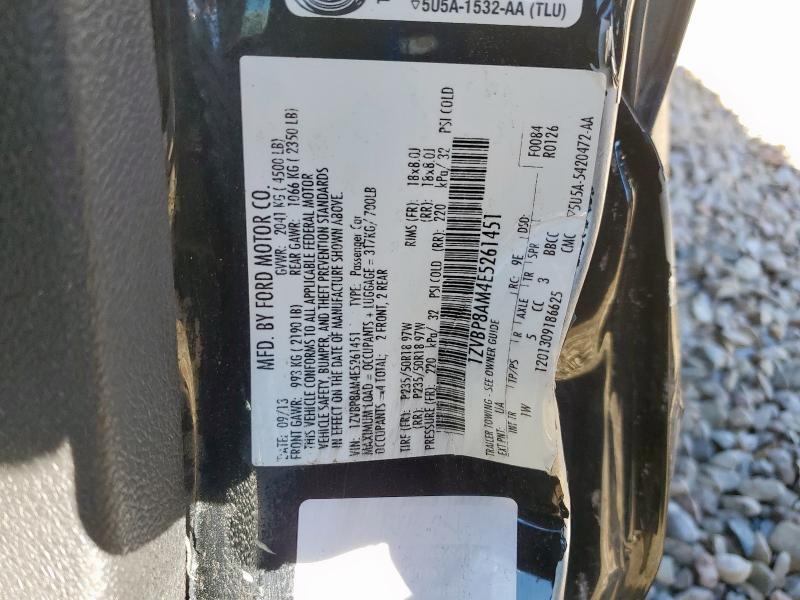 ▽5U5A-1532-AA (TLU)
MFD. BY FORD MOTOR CO.
DATE: 09/13 GVWR: 2041 KG ( 4500 LB)
FRONT GAWR: 993 KG ( 2190 LB) REAR GAWR: 1066 KG ( 2350 LB)
THIS VEHICLE CONFORMS TO ALL APPLICABLE FEDERAL MOTOR
VEHICLE SAFETY, BUMPER, AND THEFT PREVENTION STANDARDS
IN EFFECT ON THE DATE OF MANUFACTURE SHOWN ABOVE.
VIN: 1ZVBP8AM4E5261451 TYPE: Passenger Car
MAXIMUM LOAD = OCCUPANTS + LUGGAGE = 317KG/ 700LB
OCCUPANTS = 4 TOTAL; 2 FRONT, 2 REAR
TIRE (FR): P235/50R18 97W RIMS (FR): 18x8.0J
(RR): P235/50R18 97W (RR): 18x8.0J
PRESSURE (FR): 220 kPa/ 32 PSI COLD (RR): 220 kPa/ 32 PSI COLD
1ZVBP8AM4E5261451
TRAILER TOWING - SEE OWNER GUIDE
EXT PNT: UA RC: 9E DSO: F0084
INT TR TP/PS R AXLE TR SPR R0126
1W 5 CC 3 BBCC
12013091B6625 CMC
▽5U5A-5420472-AA